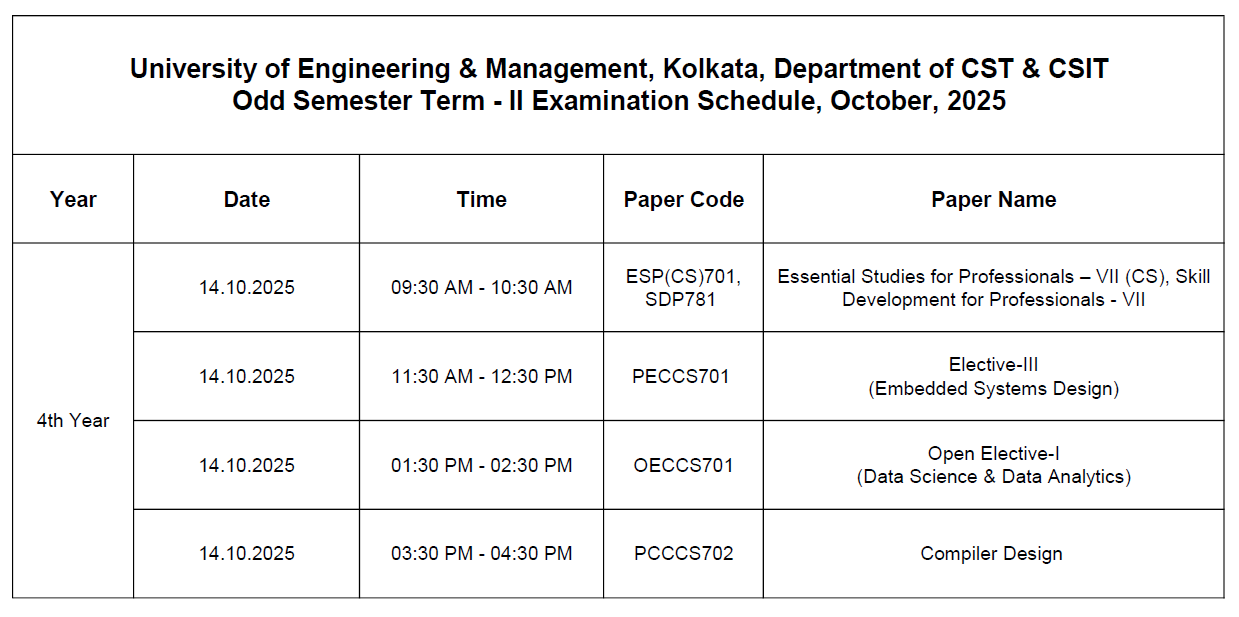 University of Engineering & Management, Kolkata, Department of CST & CSIT
Odd Semester Term - II Examination Schedule, October, 2025
Year Date Time Paper Code Paper Name
4th Year
14.10.2025 09:30 AM - 10:30 AM ESP(CS)701, Essential Studies for Professionals – VII (CS), Skill
SDP781 Development for Professionals - VII
14.10.2025 11:30 AM - 12:30 PM PECCS701 Elective-III
(Embedded Systems Design)
14.10.2025 01:30 PM - 02:30 PM OECCS701 Open Elective-I
(Data Science & Data Analytics)
14.10.2025 03:30 PM - 04:30 PM PCCCS702 Compiler Design